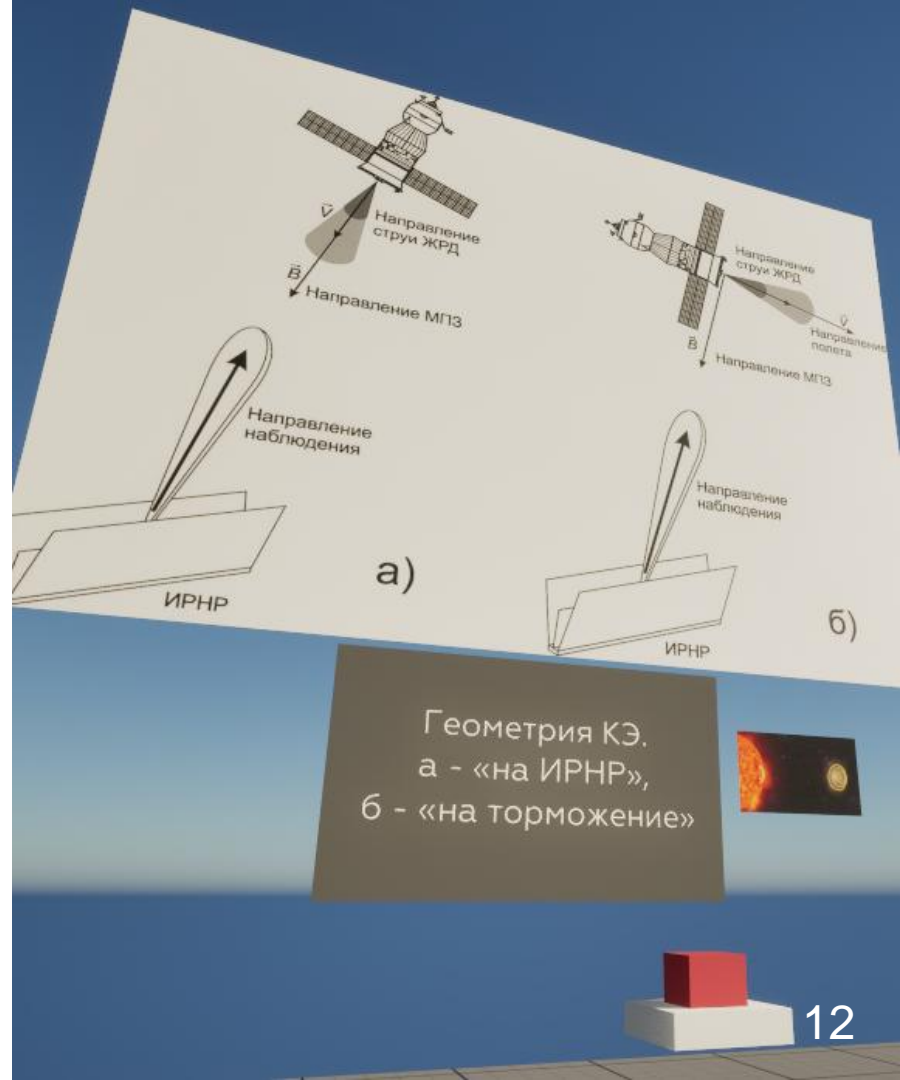 V
Направление
струи ЖРД
B
Направление МПЗ
Направление
наблюдения
а)
ИРНР
Направление
струи ЖРД
V
Направление
полета
B
Направление МПЗ
Направление
наблюдения
б)
ИРНР
Геометрия КЭ.
а - «на ИРНР»,
б - «на торможение»
12